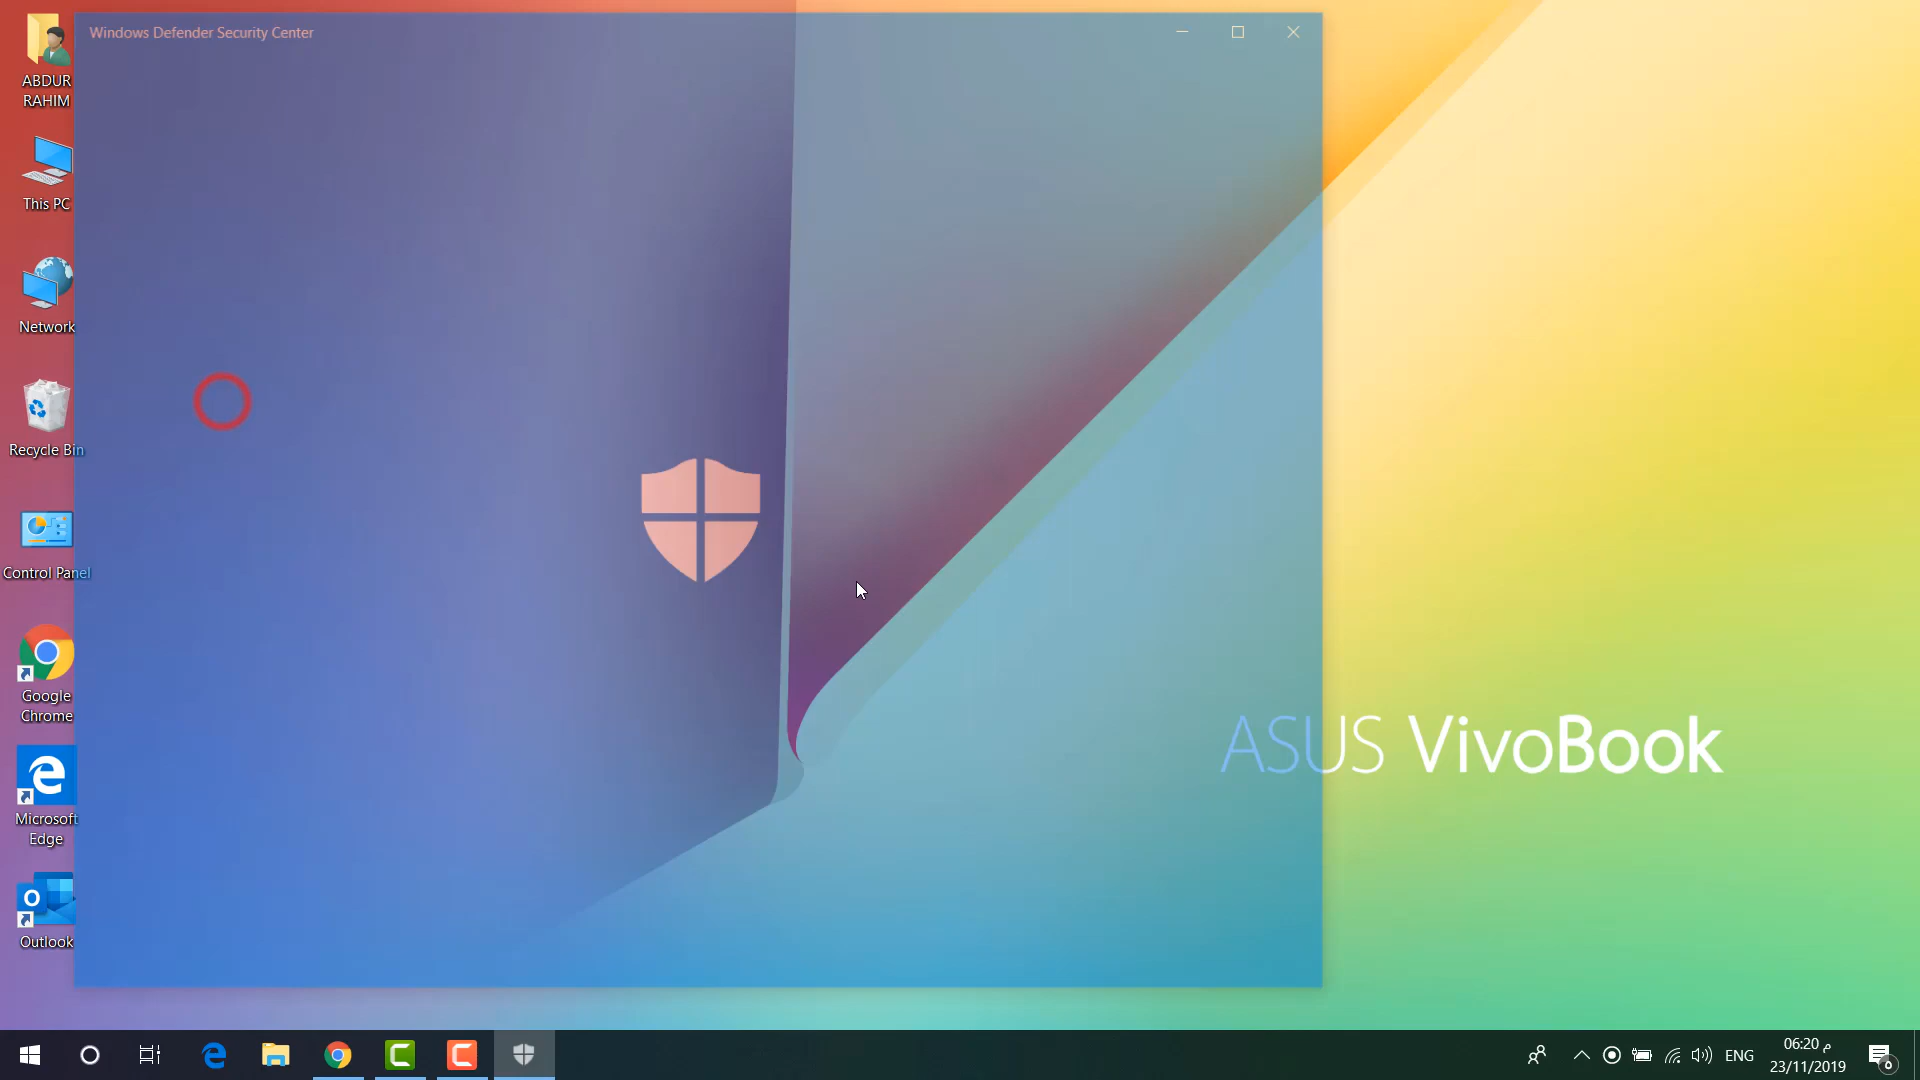 Windows Defender Security Center
ABDUR
RAHIM
This PC
Network
Recycle Bin
Control Panel
Google
Chrome
Microsoft
Edge
Outlook
ASUS VivoBook
ENG
06:20 م
23/11/2019
0